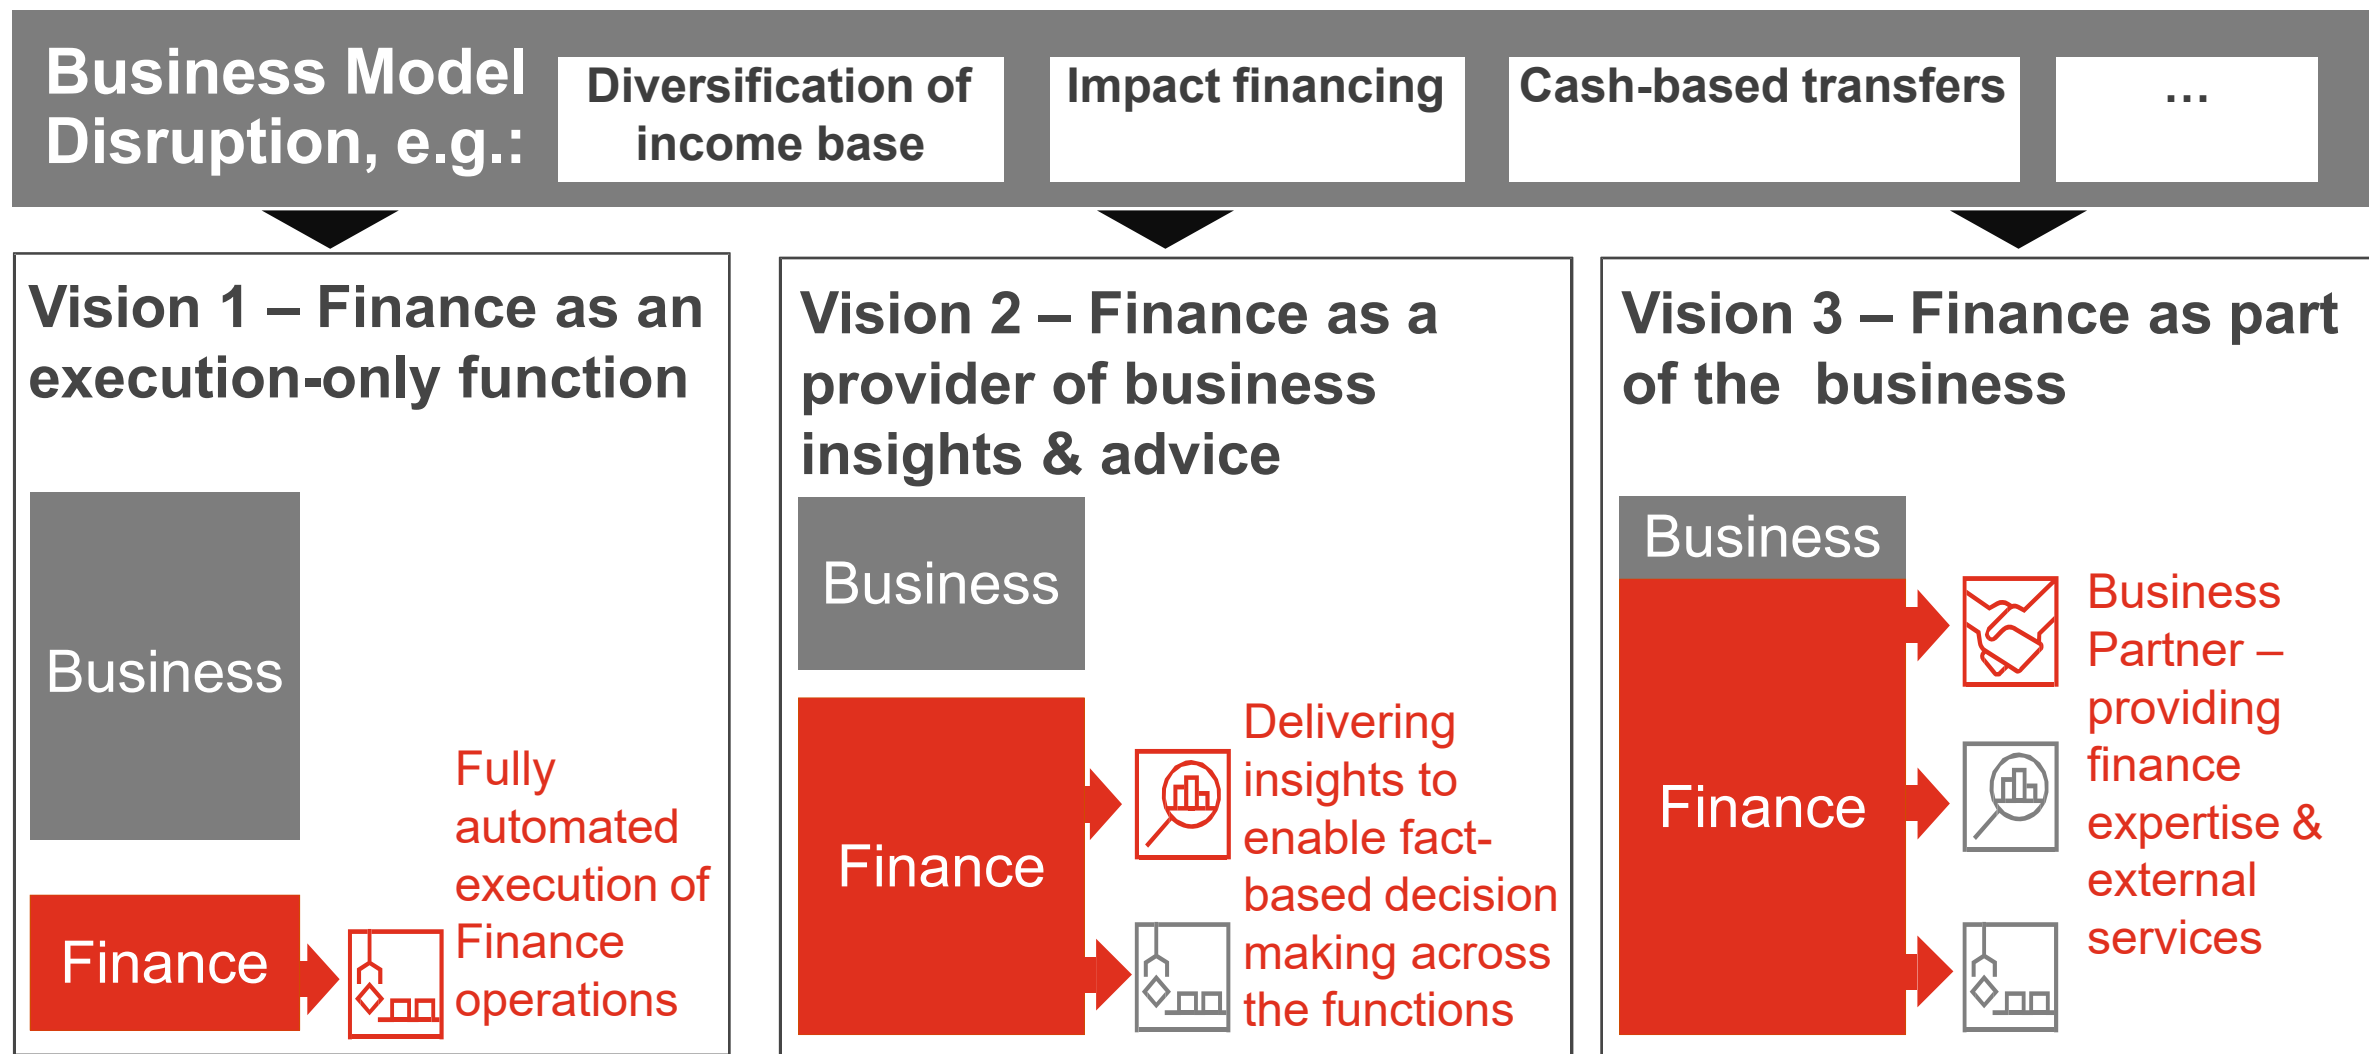 Business Model
Disruption, e.g.:
Diversification of
income base
Impact financing
Cash-based transfers
…
Vision 1 – Finance as an
execution-only function
Business
Finance
Fully
automated
execution of
Finance
operations
Vision 2 – Finance as a
provider of business
insights & advice
Business
Finance
Delivering
insights to
enable fact-
based decision
making across
the functions
Vision 3 – Finance as part
of the  business
Business
Finance
Business
Partner –
providing
finance
expertise &
external
services